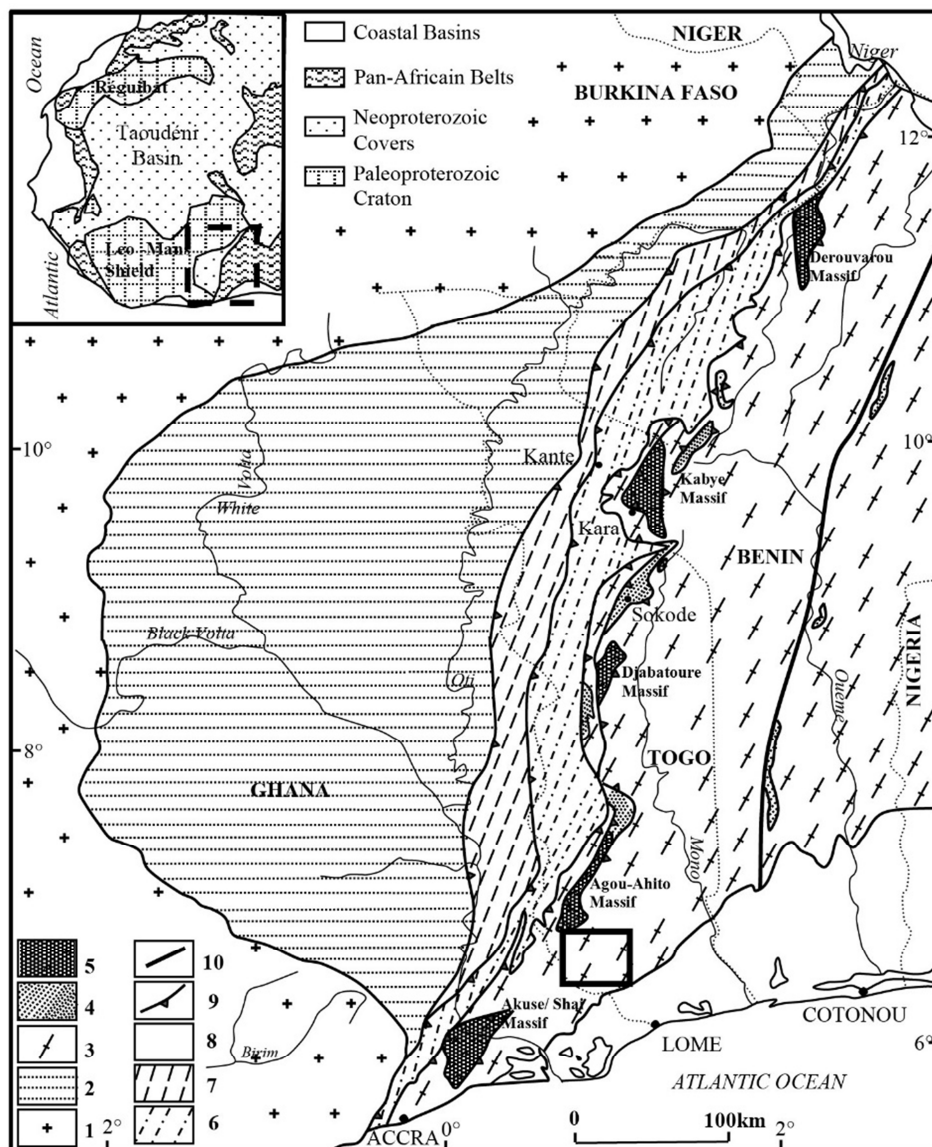 Ocean
Reguibat
Taoudéni
Basin
Leo Man
Shield
Atlantic
Coastal Basins
Pan-Africain Belts
Neoproterozoic
Covers
Paleoproterozoic
Craton
NIGER
Niger
BURKINA FASO
12°
Derouvarou
Massif
10°
10°
Kante
Volta
White
Kabye
Massif
Kara
BENIN
Sokode
Black Volta
Oti
Djabatoure
Massif
Ouémé
NIGERIA
8°
TOGO
GHANA
Mono
Agou-Ahito
Massif
5
4
3
2
1
10
9
8
7
6
Birim
Akuse/ Shai
Massif
LOME
COTONOU
6°
ATLANTIC OCEAN
2°
ACCRA
0°
0
100km
2°